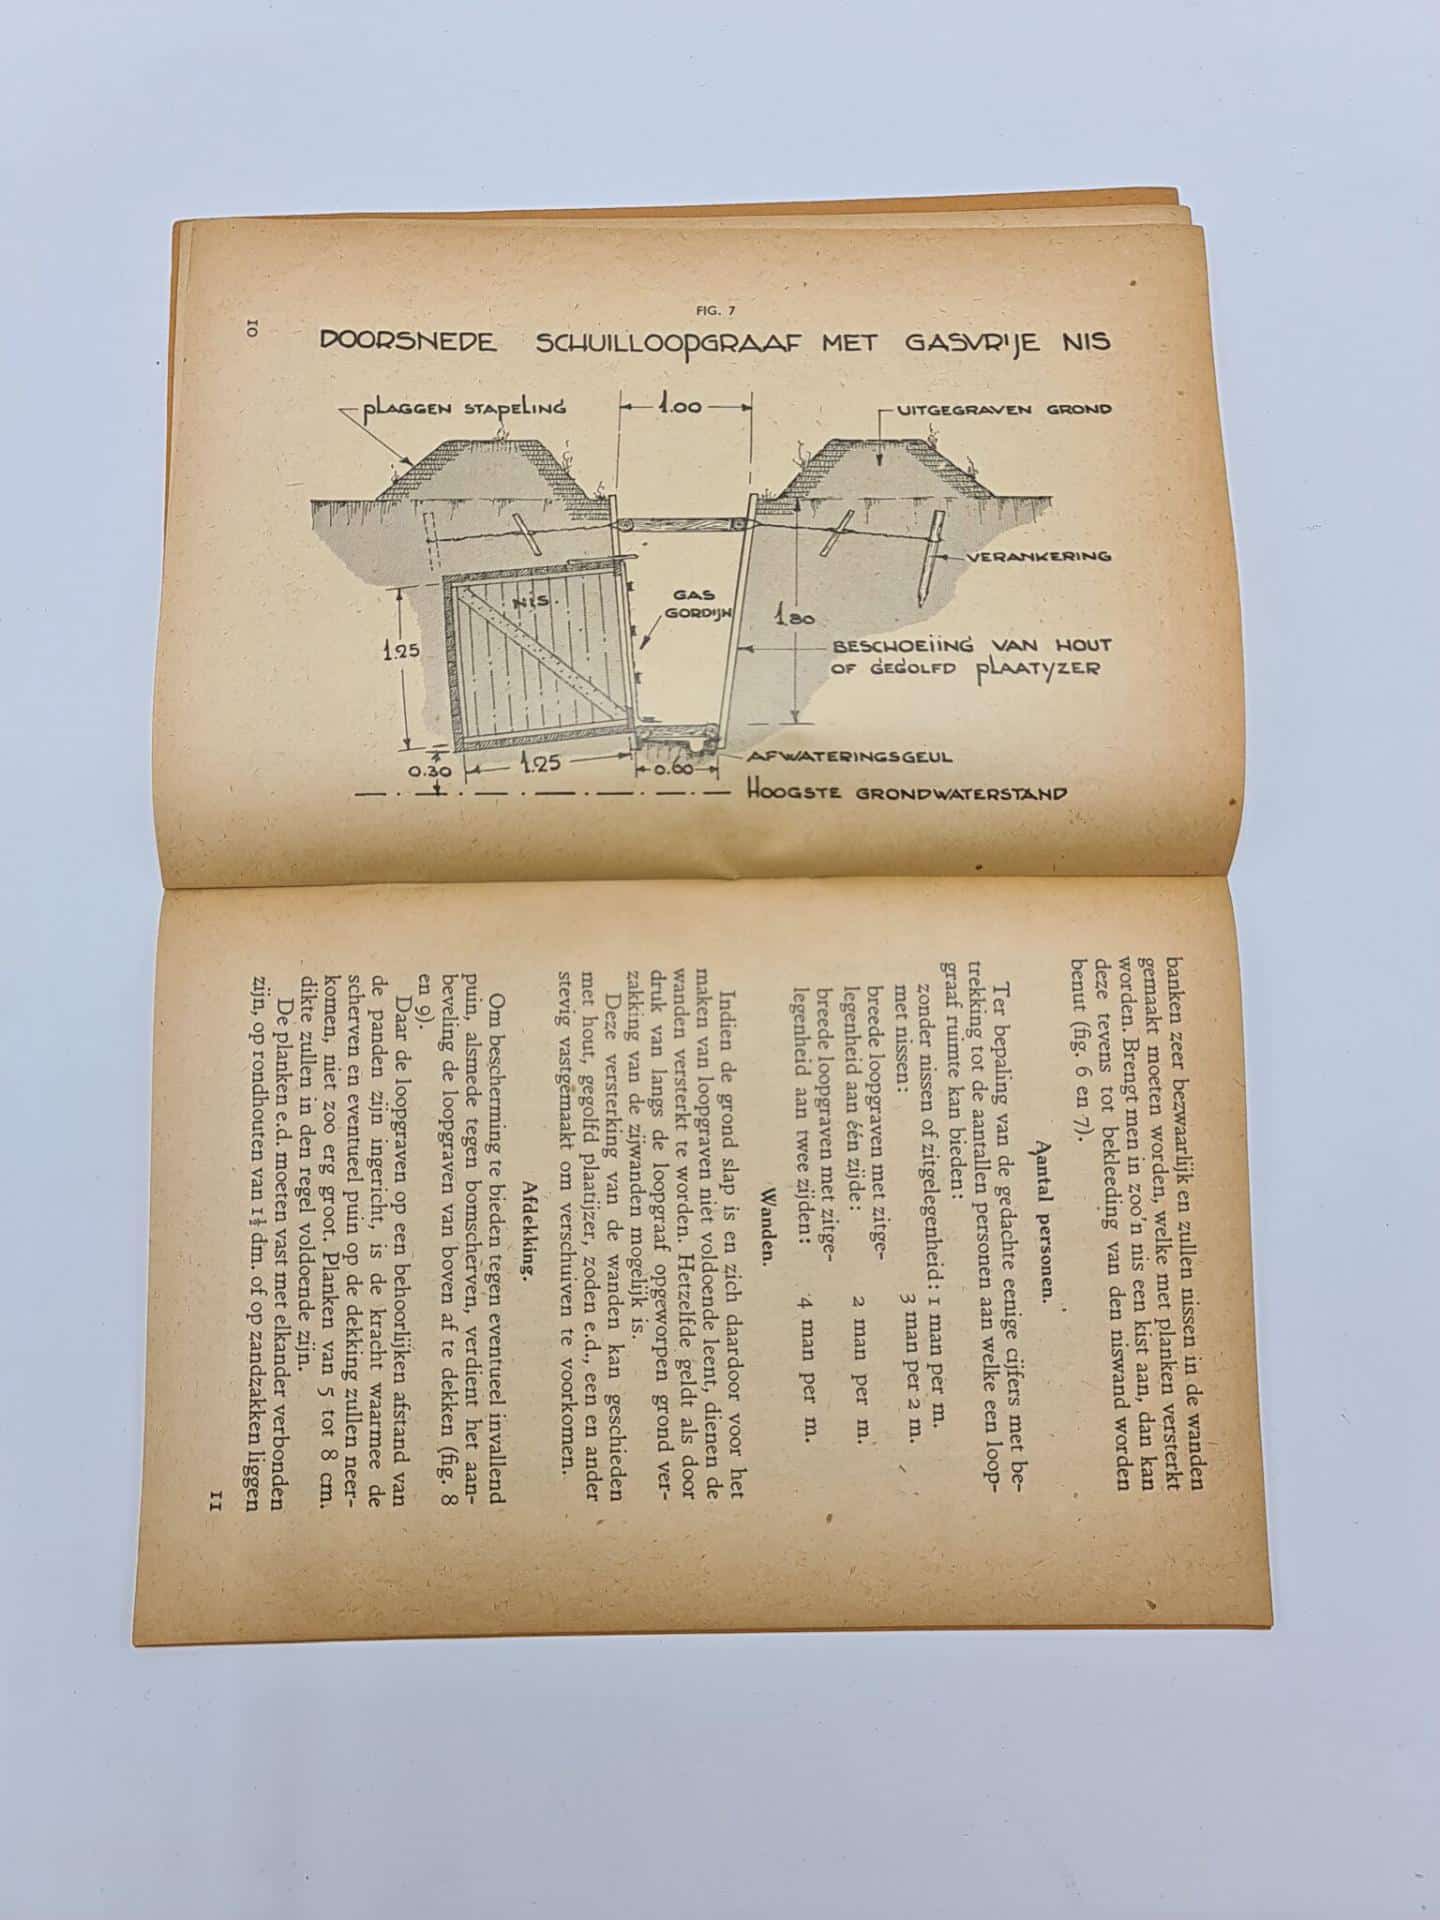 FIG. 7
DOORSNEDE SCHUILLOOPGRAAF MET GASVRIJE NIS
PLAGGEN STAPELING
1.00
UITGEGRAVEN GROND
VERANKERING
NIS.
GAS
GORDIJN
1.80
1.25
BESCHOEIING VAN HOUT
OF GEGOLFD PLAATYZER
AFWATERINGSGEUL
0.30
1.25
0.60
HOOGSTE GRONDWATERSTAND
10
banken zeer bezwaarlijk en zullen nissen in de wanden
gemaakt moeten worden, welke met planken versterkt
worden. Brengt men in zoo'n nis een kist aan, dan kan
deze tevens tot bekleeding van den niswand worden
benut (fig. 6 en 7).
Aantal personen.
Ter bepaling van de gedachte eenige cijfers met be-
trekking tot de aantallen personen aan welke een loop-
graaf ruimte kan bieden:
zonder nissen of zitgelegenheid: 1 man per m.
met nissen: 3 man per 2 m.
breede loopgraven met zitge-
legenheid aan één zijde: 2 man per m.
breede loopgraven met zitge-
legenheid aan twee zijden: 4 man per m.
Wanden.
Indien de grond slap is en zich daardoor voor het
maken van loopgraven niet voldoende leent, dienen de
wanden versterkt te worden. Hetzelfde geldt als door
druk van langs de loopgraaf opgeworpen grond ver-
zakking van de zijwanden mogelijk is.
Deze versterking van de wanden kan geschieden
met hout, gegolfd plaatijzer, zoden e.d., een en ander
stevig vastgemaakt om verschuiven te voorkomen.
Afdekking.
Om bescherming te bieden tegen eventueel invallend
puin, alsmede tegen bomscherven, verdient het aan-
beveling de loopgraven van boven af te dekken (fig. 8
en 9).
Daar de loopgraven op een behoorlijken afstand van
de panden zijn ingericht, is de kracht waarmee de
scherven en eventueel puin op de dekking zullen neer-
komen, niet zoo erg groot. Planken van 5 tot 8 cm.
dikte zullen in den regel voldoende zijn.
De planken e.d. moeten vast met elkander verbonden
zijn, op rondhouten van 1½ dm. of op zandzakken liggen
11